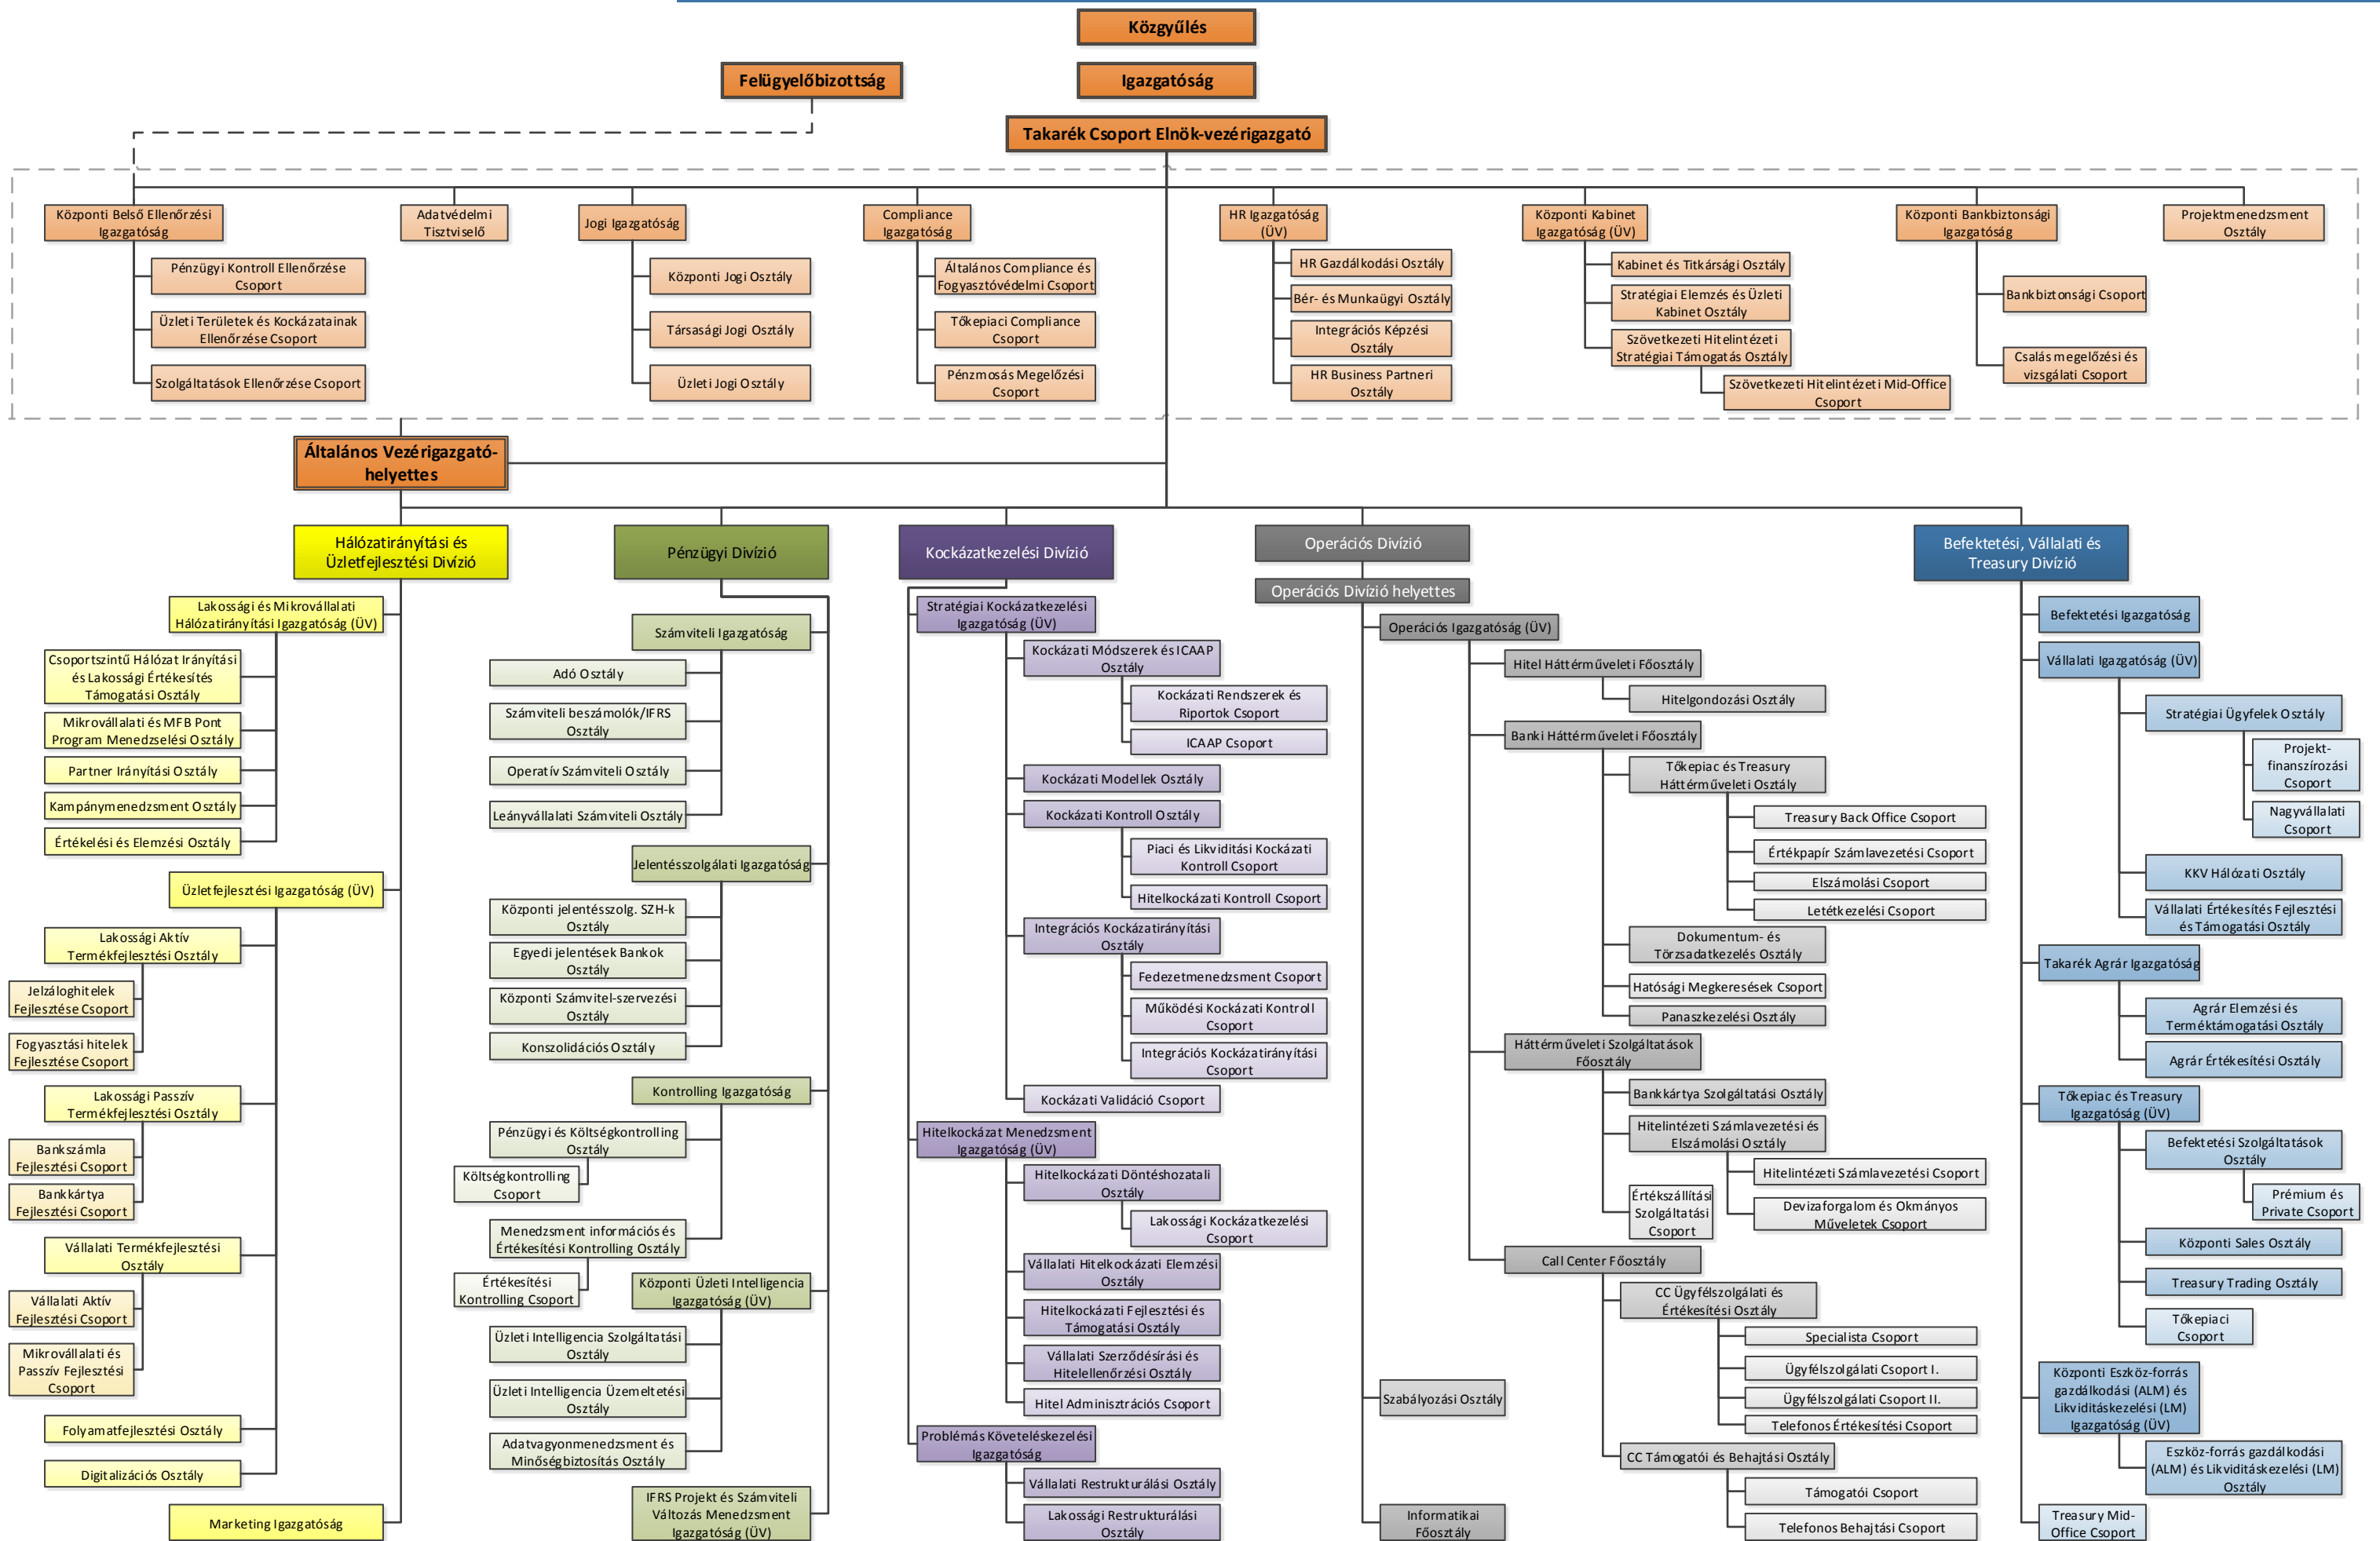 Közgyűlés
Felügyelőbizottság
Igazgatóság
Takarék Csoport Elnök-vezérigazgató
Központi Belső Ellenőrzési
Igazgatóság
Pénzügyi Kontroll Ellenőrzése
Csoport
Üzleti Területek és Kockázatainak
Ellenőrzése Csoport
Szolgáltatások Ellenőrzése Csoport
Adatvédelmi
Tisztviselő
Jogi Igazgatóság
Központi Jogi Osztály
Társasági Jogi Osztály
Üzleti Jogi Osztály
Compliance
Igazgatóság
Általános Compliance és
Fogyasztóvédelmi Csoport
Tőkepiaci Compliance
Csoport
Pénzmosás Megelőzési
Csoport
HR Igazgatóság
(ÜV)
HR Gazdálkodási Osztály
Bér- és Munkaügyi Osztály
Integrációs Képzési
Osztály
HR Business Partneri
Osztály
Központi Kabinet
Igazgatóság (ÜV)
Kabinet és Titkársági Osztály
Stratégiai Elemzés és Üzleti
Kabinet Osztály
Szövetkezeti Hitelintézeti
Stratégiai Támogatás Osztály
Szövetkezeti Hitelintézeti Mid-Office
Csoport
Központi Bankbiztonsági
Igazgatóság
Bankbiztonsági Csoport
Csalás megelőzési és
vizsgálati Csoport
Projektmenedzsment
Osztály
Általános Vezérigazgató-
helyettes
Hálózatirányítási és
Üzletfejlesztési Divízió
Lakossági és Mikrovállalati
Hálózatirányítási Igazgatóság (ÜV)
Csoportszintű Hálózat Irányítási
és Lakossági Értékesítés
Támogatási Osztály
Mikrovállalati és MFB Pont
Program Menedzselési Osztály
Partner Irányítási Osztály
Kampánymenedzsment Osztály
Értékelési és Elemzési Osztály
Üzletfejlesztési Igazgatóság (ÜV)
Lakossági Aktív
Termékfejlesztési Osztály
Jelzáloghitelek
Fejlesztése Csoport
Fogyasztási hitelek
Fejlesztése Csoport
Lakossági Passzív
Termékfejlesztési Osztály
Bankszámla
Fejlesztési Csoport
Bankkártya
Fejlesztési Csoport
Vállalati Termékfejlesztési
Osztály
Vállalati Aktív
Fejlesztési Csoport
Mikrovállalati és
Passzív Fejlesztési
Csoport
Folyamatfejlesztési Osztály
Digitalizációs Osztály
Marketing Igazgatóság
Pénzügyi Divízió
Számviteli Igazgatóság
Adó Osztály
Számviteli beszámolók/IFRS
Osztály
Operatív Számviteli Osztály
Leányvállalati Számviteli Osztály
Jelentésszolgálati Igazgatóság
Központi jelentésszolg. SZH-k
Osztály
Egyedi jelentések Bankok
Osztály
Központi Számvitel-szervezési
Osztály
Konszolidációs Osztály
Kontrolling Igazgatóság
Pénzügyi és Költségkontrolling
Osztály
Költségkontrolling
Csoport
Menedzsment információs és
Értékesítési Kontrolling Osztály
Értékesítési
Kontrolling Csoport
Központi Üzleti Intelligencia
Igazgatóság (ÜV)
Üzleti Intelligencia Szolgáltatási
Osztály
Üzleti Intelligencia Üzemeltetési
Osztály
Adatvagyonmenedzsment és
Minőségbiztosítás Osztály
IFRS Projekt és Számviteli
Változás Menedzsment
Igazgatóság (ÜV)
Kockázatkezelési Divízió
Stratégiai Kockázatkezelési
Igazgatóság (ÜV)
Kockázati Módszerek és ICAAP
Osztály
Kockázati Rendszerek és
Riportok Csoport
ICAAP Csoport
Kockázati Modellek Osztály
Kockázati Kontroll Osztály
Piaci és Likviditási Kockázati
Kontroll Csoport
Hitelkockázati Kontroll Csoport
Integrációs Kockázatirányítási
Osztály
Fedezetmenedzsment Csoport
Működési Kockázati Kontroll
Csoport
Integrációs Kockázatirányítási
Csoport
Kockázati Validáció Csoport
Hitelkockázat Menedzsment
Igazgatóság (ÜV)
Hitelkockázati Döntéshozatali
Osztály
Lakossági Kockázatkezelési
Csoport
Vállalati Hitelkockázati Elemzési
Osztály
Hitelkockázati Fejlesztési és
Támogatási Osztály
Vállalati Szerződésírási és
Hitelellenőrzési Osztály
Hitel Adminisztrációs Csoport
Problémás Követeléskezelési
Igazgatóság
Vállalati Restrukturálási Osztály
Lakossági Restrukturálási
Osztály
Operációs Divízió
Operációs Divízió helyettes
Operációs Igazgatóság (ÜV)
Hitel Háttérműveleti Főosztály
Hitelgondozási Osztály
Banki Háttérműveleti Főosztály
Tőkepiac és Treasury
Háttérműveleti Osztály
Treasury Back Office Csoport
Értékpapír Számlavezetési Csoport
Elszámolási Csoport
Letétkezelési Csoport
Dokumentum- és
Törzsadatkezelés Osztály
Hatósági Megkeresések Csoport
Panaszkezelési Osztály
Háttérműveleti Szolgáltatások
Főosztály
Bankkártya Szolgáltatási Osztály
Hitelintézeti Számlavezetési és
Elszámolási Osztály
Hitelintézeti Számlavezetési Csoport
Devizaforgalom és Okmányos
Műveletek Csoport
Értékszállítási
Szolgáltatási
Csoport
Call Center Főosztály
CC Ügyfélszolgálati és
Értékesítési Osztály
Specialista Csoport
Ügyfélszolgálati Csoport I.
Ügyfélszolgálati Csoport II.
Telefonos Értékesítési Csoport
CC Támogatói és Behajtási Osztály
Támogatói Csoport
Telefonos Behajtási Csoport
Szabályozási Osztály
Informatikai
Főosztály
Befektetési, Vállalati és
Treasury Divízió
Befektetési Igazgatóság
Vállalati Igazgatóság (ÜV)
Stratégiai Ügyfelek Osztály
Projekt-
finanszírozási
Csoport
Nagyvállalati
Csoport
KKV Hálózati Osztály
Vállalati Értékesítés Fejlesztési
és Támogatási Osztály
Takarék Agrár Igazgatóság
Agrár Elemzési és
Terméktámogatási Osztály
Agrár Értékesítési Osztály
Tőkepiac és Treasury
Igazgatóság (ÜV)
Befektetési Szolgáltatások
Osztály
Prémium és
Private Csoport
Központi Sales Osztály
Treasury Trading Osztály
Tőkepiaci
Csoport
Központi Eszköz-forrás
gazdálkodási (ALM) és
Likviditáskezelési (LM)
Igazgatóság (ÜV)
Eszköz-forrás gazdálkodási
(ALM) és Likviditáskezelési (LM)
Osztály
Treasury Mid-
Office Csoport